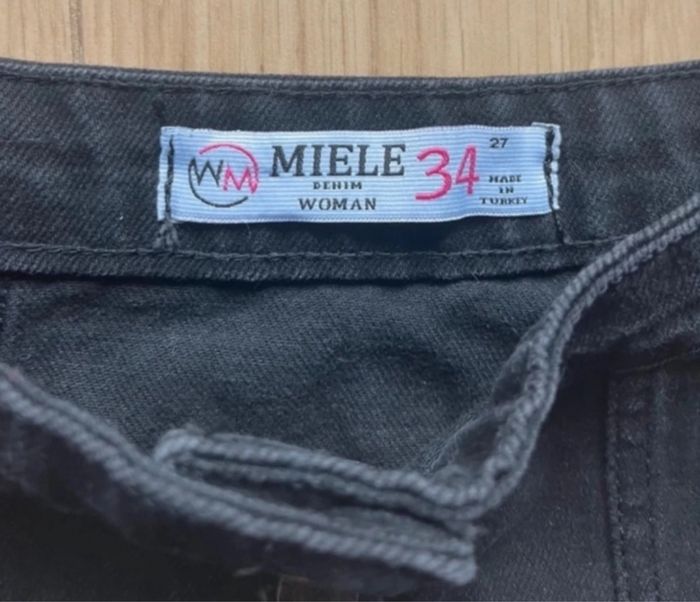 WM
MIELE
DENIM
WOMAN
34
27
MADE
IN
TURKEY